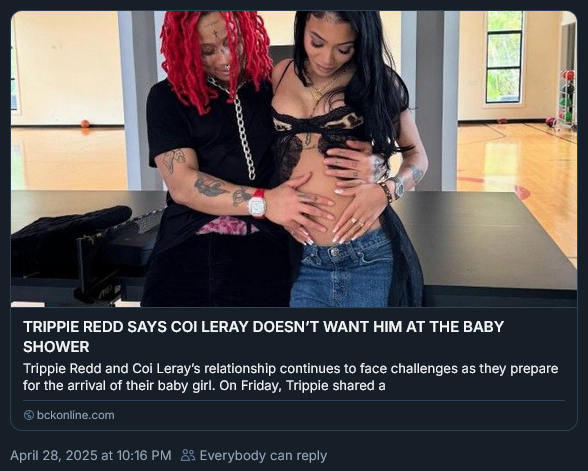 TRIPPIE REDD SAYS COI LERAY DOESN’T WANT HIM AT THE BABY
SHOWER
Trippie Redd and Coi Leray’s relationship continues to face challenges as they prepare
for the arrival of their baby girl. On Friday, Trippie shared a
bckonline.com
April 28, 2025 at 10:16 PM Everybody can reply